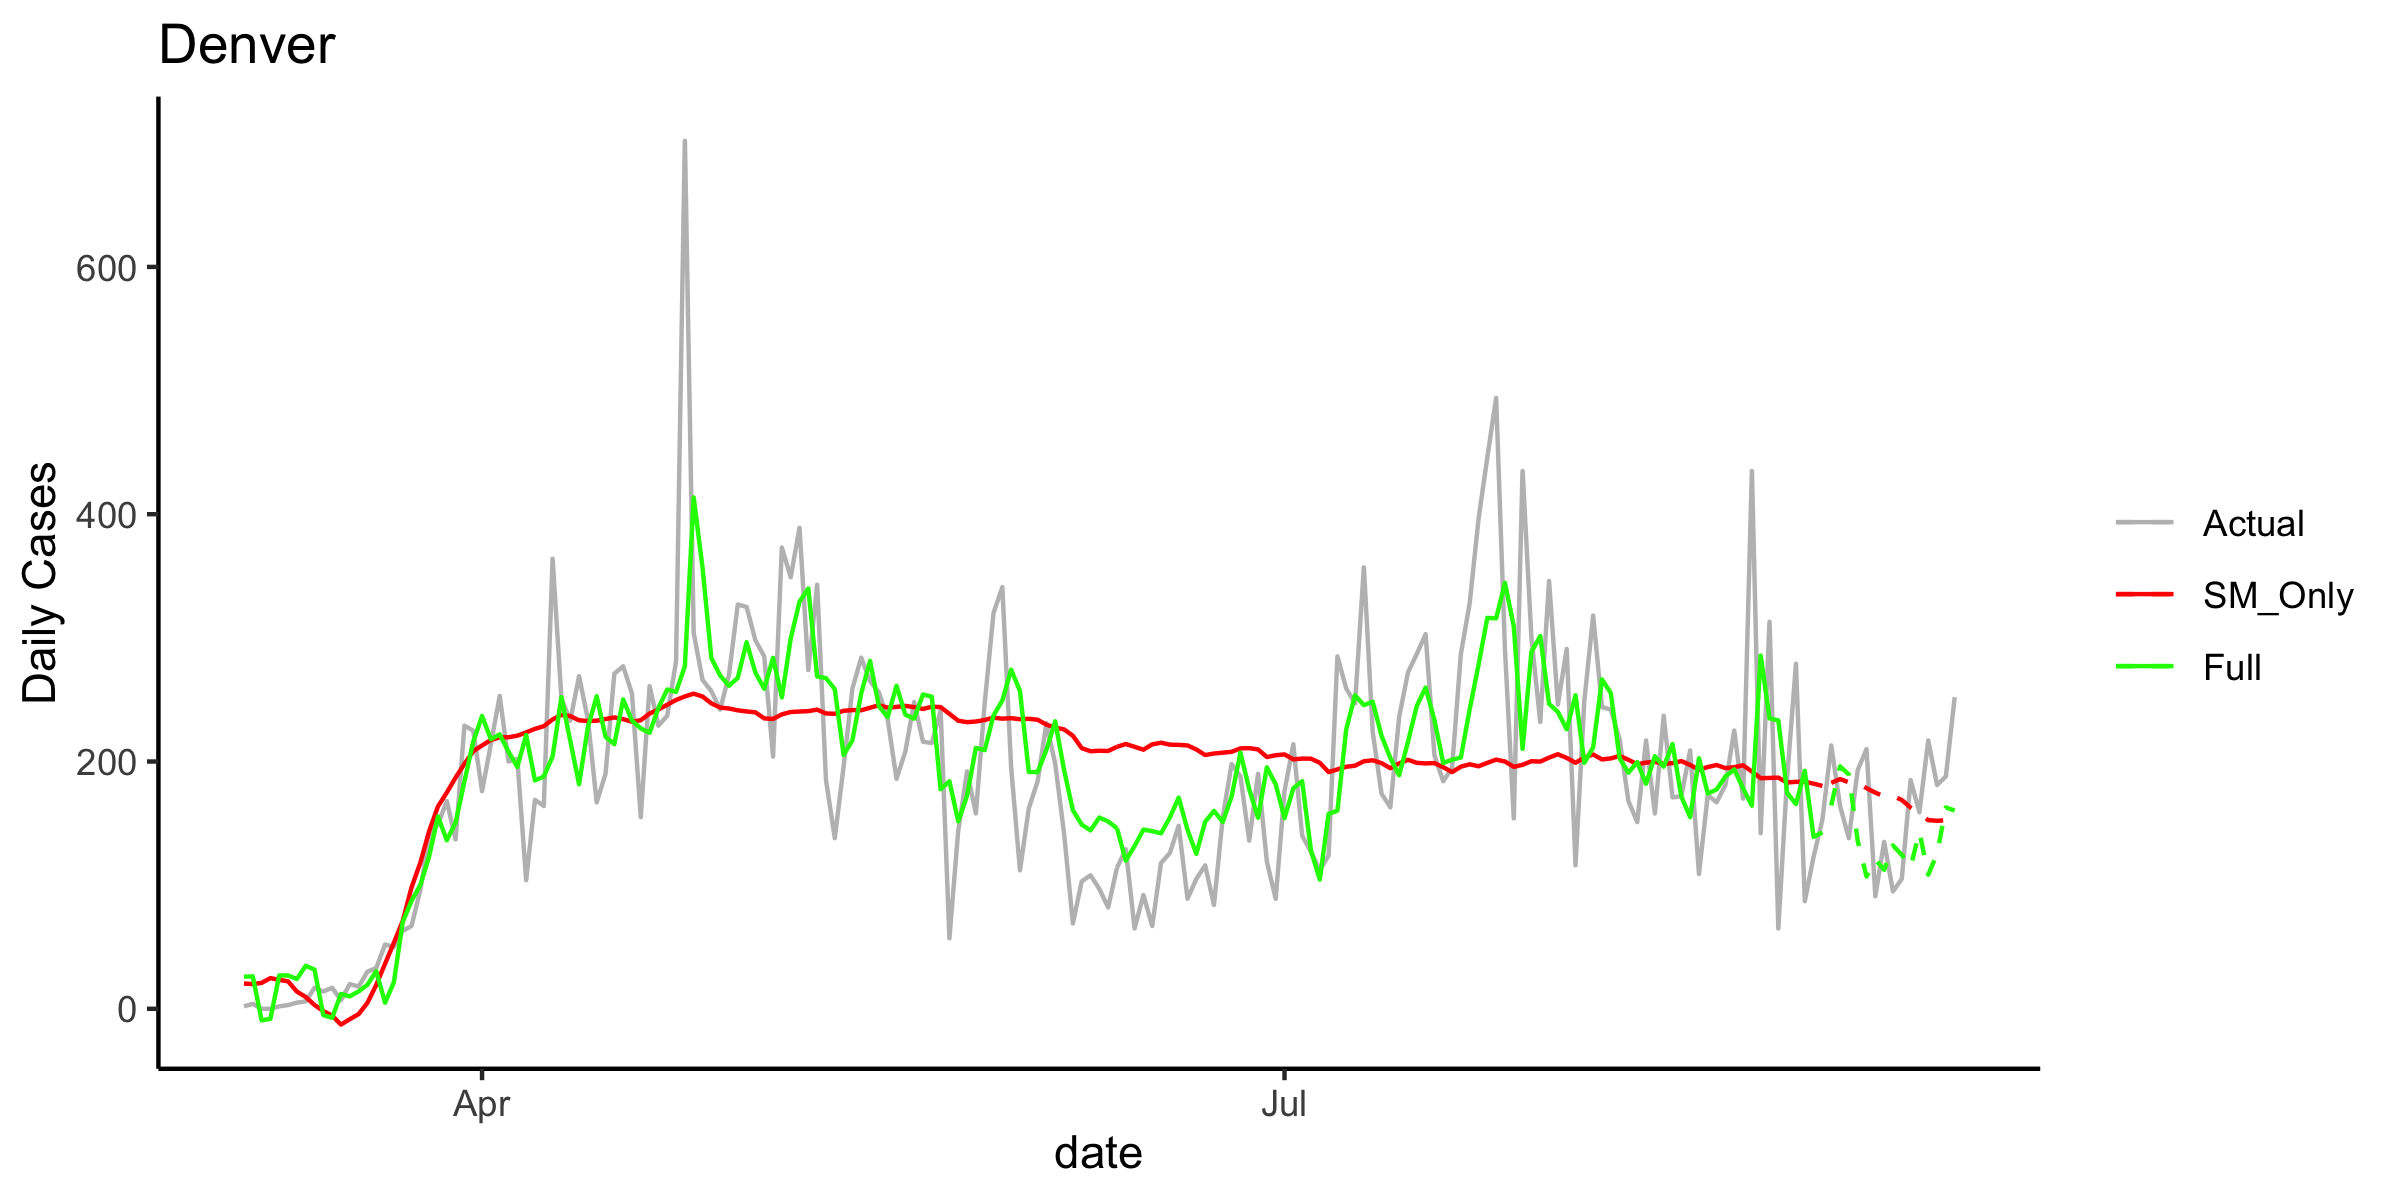 Denver
Daily Cases
600
400
200
0
Apr
Jul
date
Actual
SM_Only
Full